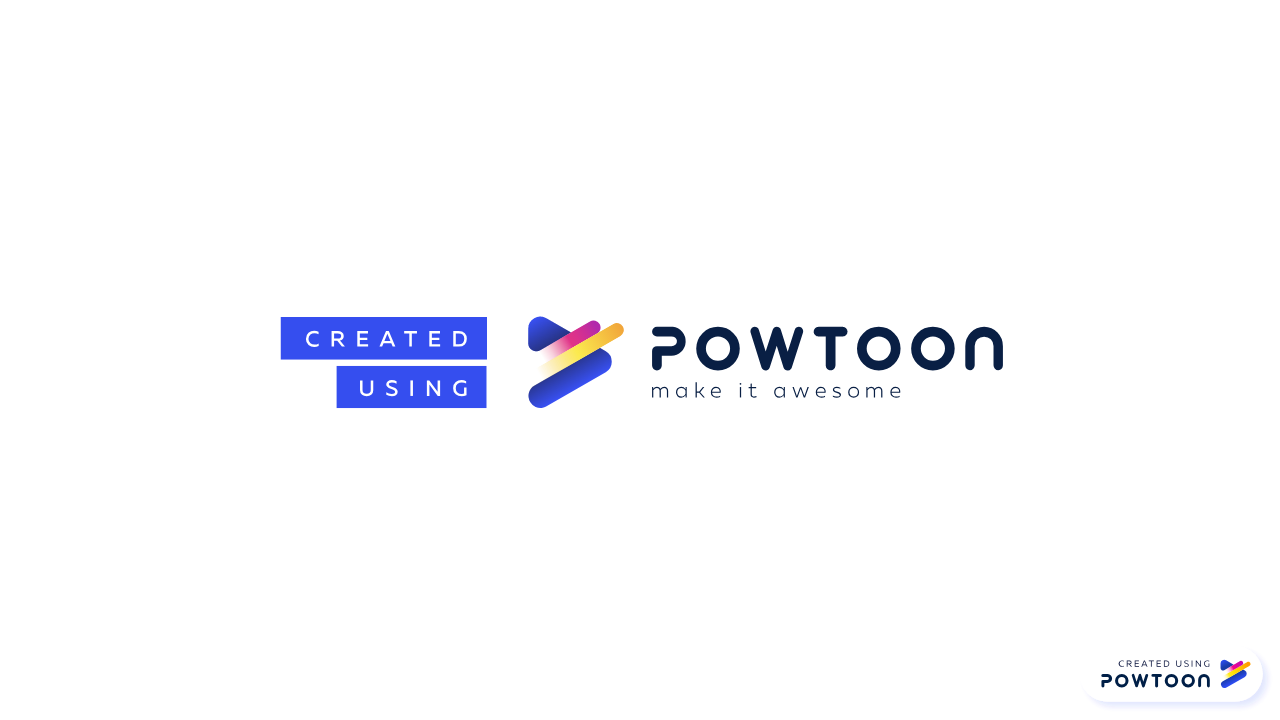 CREATED
USING
POWTOON
make it awesome
CREATED USING
POWTOON